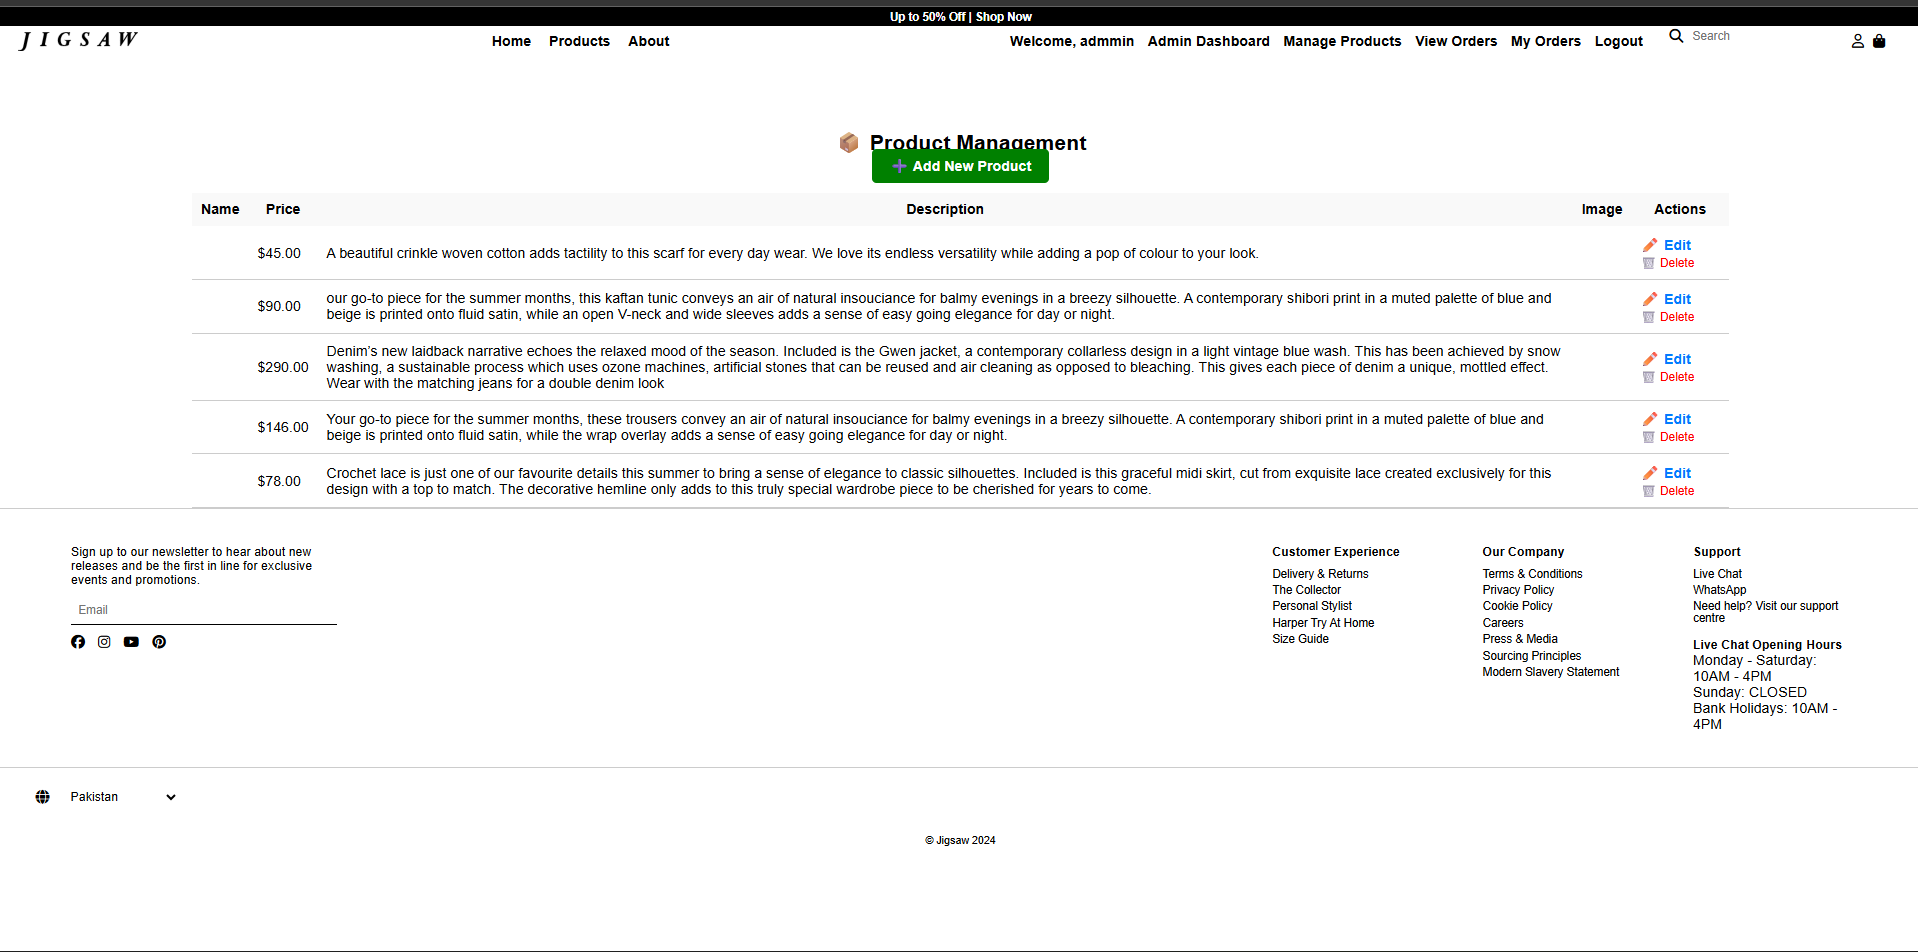 Up to 50% Off | Shop Now
JIGSAW
Home Products About
Welcome, admmin Admin Dashboard Manage Products View Orders My Orders Logout
Search
Product Management
Add New Product
Name Price Description Image Actions
$45.00 A beautiful crinkle woven cotton adds tactility to this scarf for every day wear. We love its endless versatility while adding a pop of colour to your look.
Edit
Delete
$90.00 our go-to piece for the summer months, this kaftan tunic conveys an air of natural insouciance for balmy evenings in a breezy silhouette. A contemporary shibori print in a muted palette of blue and
beige is printed onto fluid satin, while an open V-neck and wide sleeves adds a sense of easy going elegance for day or night.
Edit
Delete
$290.00 Denim’s new laidback narrative echoes the relaxed mood of the season. Included is the Gwen jacket, a contemporary collarless design in a light vintage blue wash. This has been achieved by snow
washing, a sustainable process which uses ozone machines, artificial stones that can be reused and air cleaning as opposed to bleaching. This gives each piece of denim a unique, mottled effect.
Wear with the matching jeans for a double denim look
Edit
Delete
$146.00 Your go-to piece for the summer months, these trousers convey an air of natural insouciance for balmy evenings in a breezy silhouette. A contemporary shibori print in a muted palette of blue and
beige is printed onto fluid satin, while the wrap overlay adds a sense of easy going elegance for day or night.
Edit
Delete
$78.00 Crochet lace is just one of our favourite details this summer to bring a sense of elegance to classic silhouettes. Included is this graceful midi skirt, cut from exquisite lace created exclusively for this
design with a top to match. The decorative hemline only adds to this truly special wardrobe piece to be cherished for years to come.
Edit
Delete
Sign up to our newsletter to hear about new
releases and be the first in line for exclusive
events and promotions.
Email
Customer Experience
Delivery & Returns
The Collector
Personal Stylist
Harper Try At Home
Size Guide
Our Company
Terms & Conditions
Privacy Policy
Cookie Policy
Careers
Press & Media
Sourcing Principles
Modern Slavery Statement
Support
Live Chat
WhatsApp
Need help? Visit our support
centre
Live Chat Opening Hours
Monday - Saturday:
10AM - 4PM
Sunday: CLOSED
Bank Holidays: 10AM -
4PM
Pakistan
© Jigsaw 2024